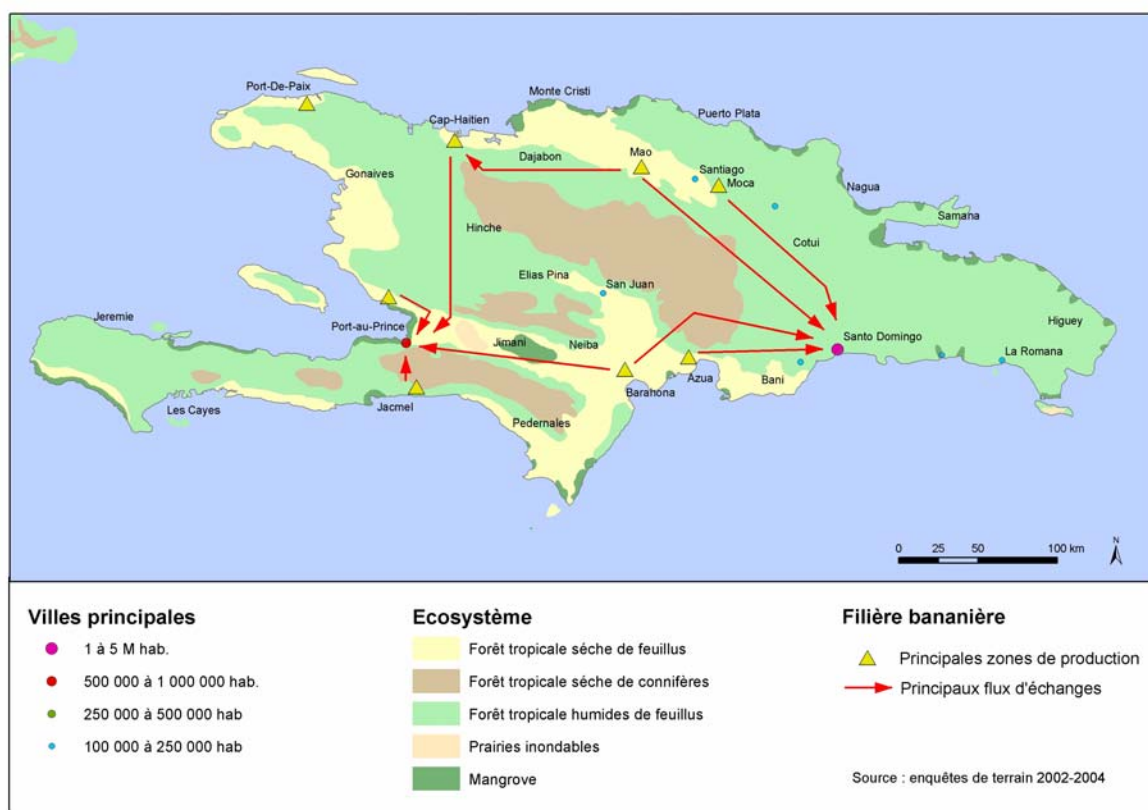 Port-De-Paix
Monte Cristi
Cap-Haïtien
Puerto Plata
Dajabon
Mao
Santiago
Moca
Gonaives
Nagua
Samana
Hinche
Cotui
Elias Pina
San Juan
Jeremie
Port-au-Prince
Jimani
Neiba
Santo Domingo
Higuey
La Romana
Barahona
Azua
Bani
Les Cayes
Jacmel
Pedernales
N
0 25 50 100 km
Villes principales
1 à 5 M hab.
500 000 à 1 000 000 hab.
250 000 à 500 000 hab
100 000 à 250 000 hab
Ecosystème
Forêt tropicale séche de feuillus
Forêt tropicale séche de connifères
Forêt tropicale humides de feuillus
Prairies inondables
Mangrove
Filière bananière
Principales zones de production
Principaux flux d'échanges
Source : enquêtes de terrain 2002-2004